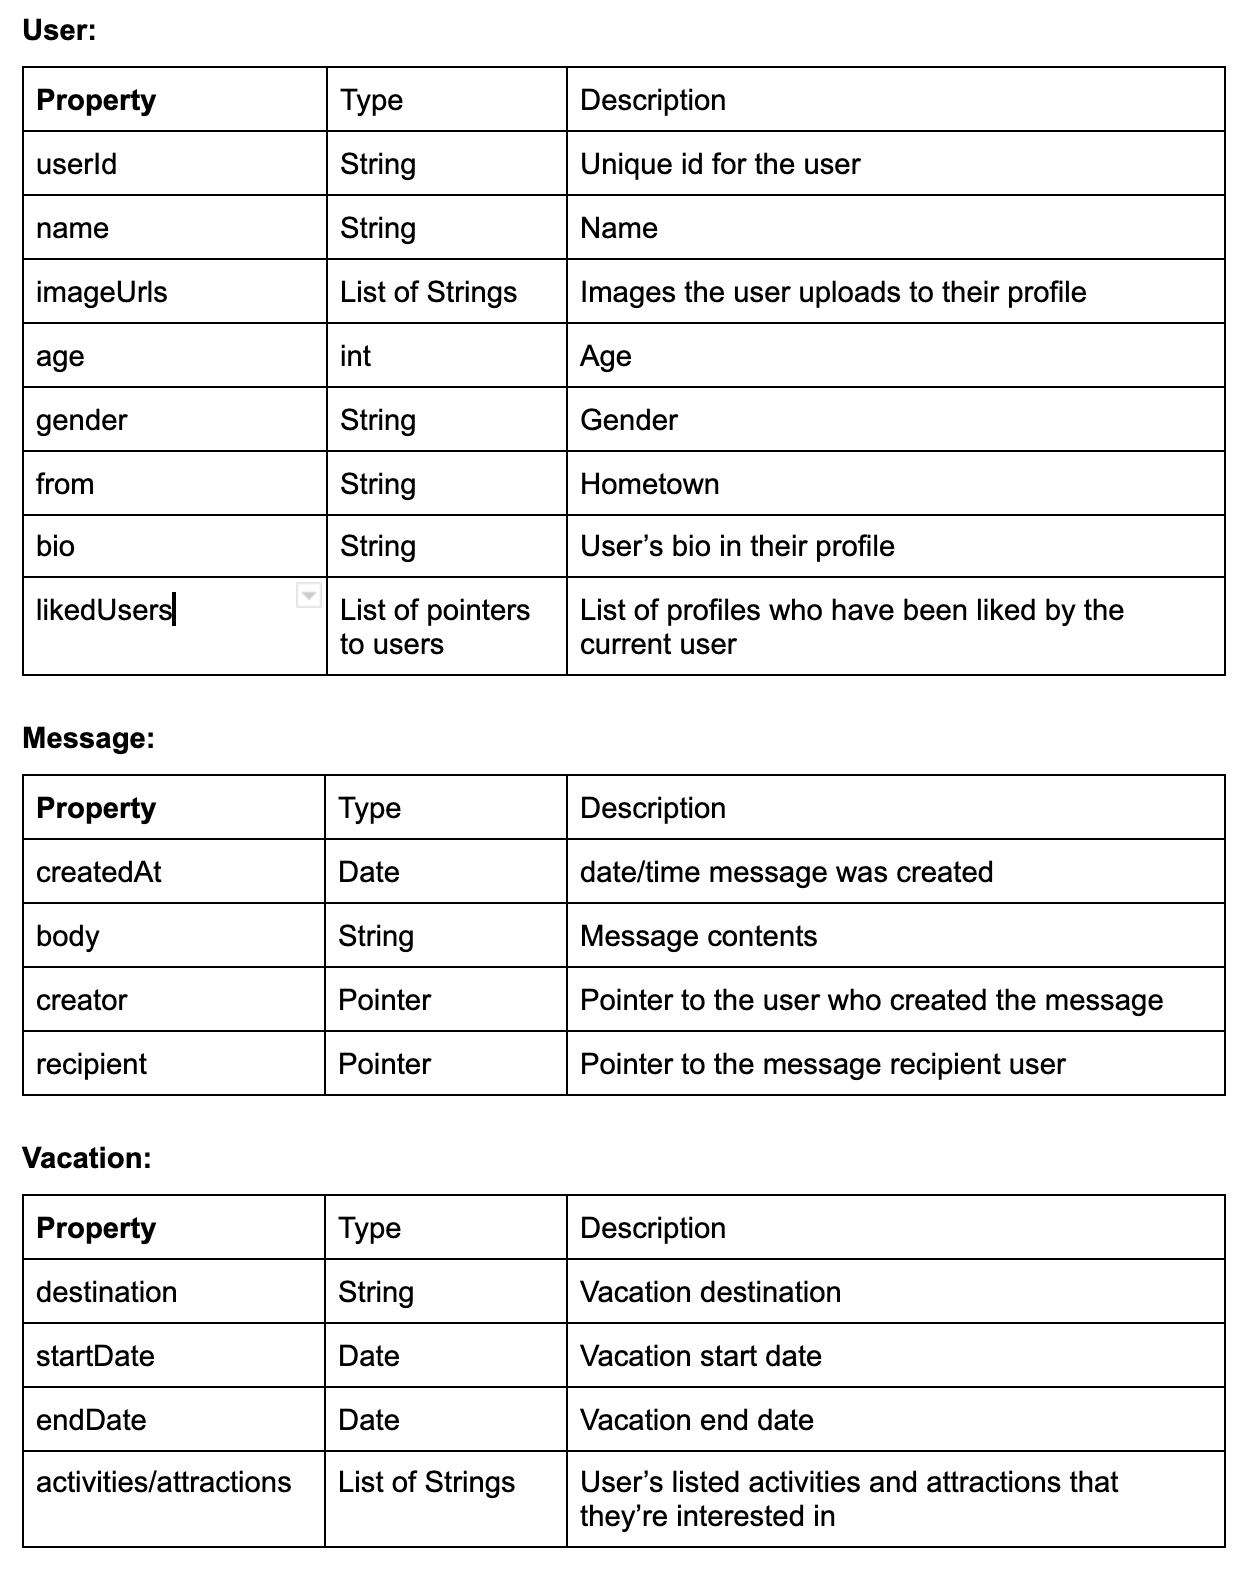 User:
Property Type Description
userId String Unique id for the user
name String Name
imageUrls List of Strings Images the user uploads to their profile
age int Age
gender String Gender
from String Hometown
bio String User’s bio in their profile
likedUsers List of pointers List of profiles who have been liked by the
to users current user
Message:
Property Type Description
createdAt Date date/time message was created
body String Message contents
creator Pointer Pointer to the user who created the message
recipient Pointer Pointer to the message recipient user
Vacation:
Property Type Description
destination String Vacation destination
startDate Date Vacation start date
endDate Date Vacation end date
activities/attractions List of Strings User’s listed activities and attractions that
they’re interested in